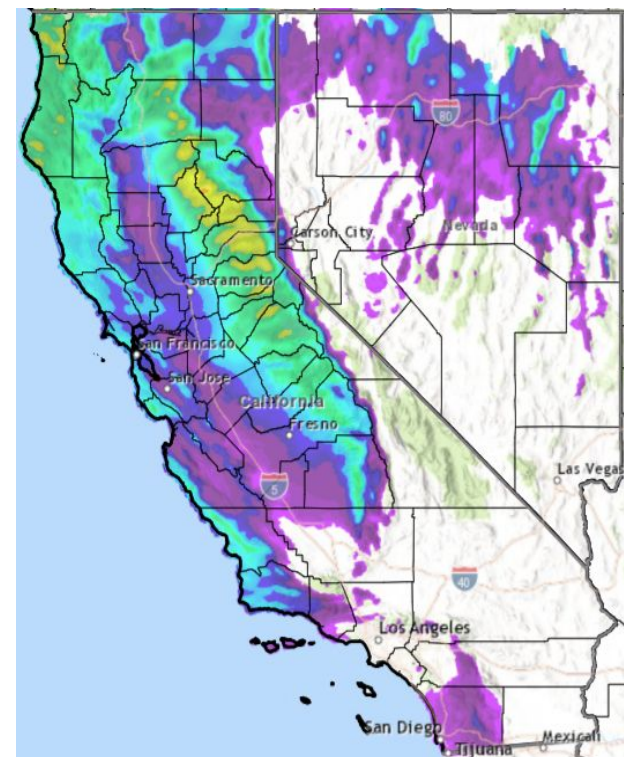 80
Nevada
Carson City
Sacramento
San Francisco
San Jose
California
Fresno
5
Las Vegas
40
Los Angeles
San Diego
Tijuana
Mexicali